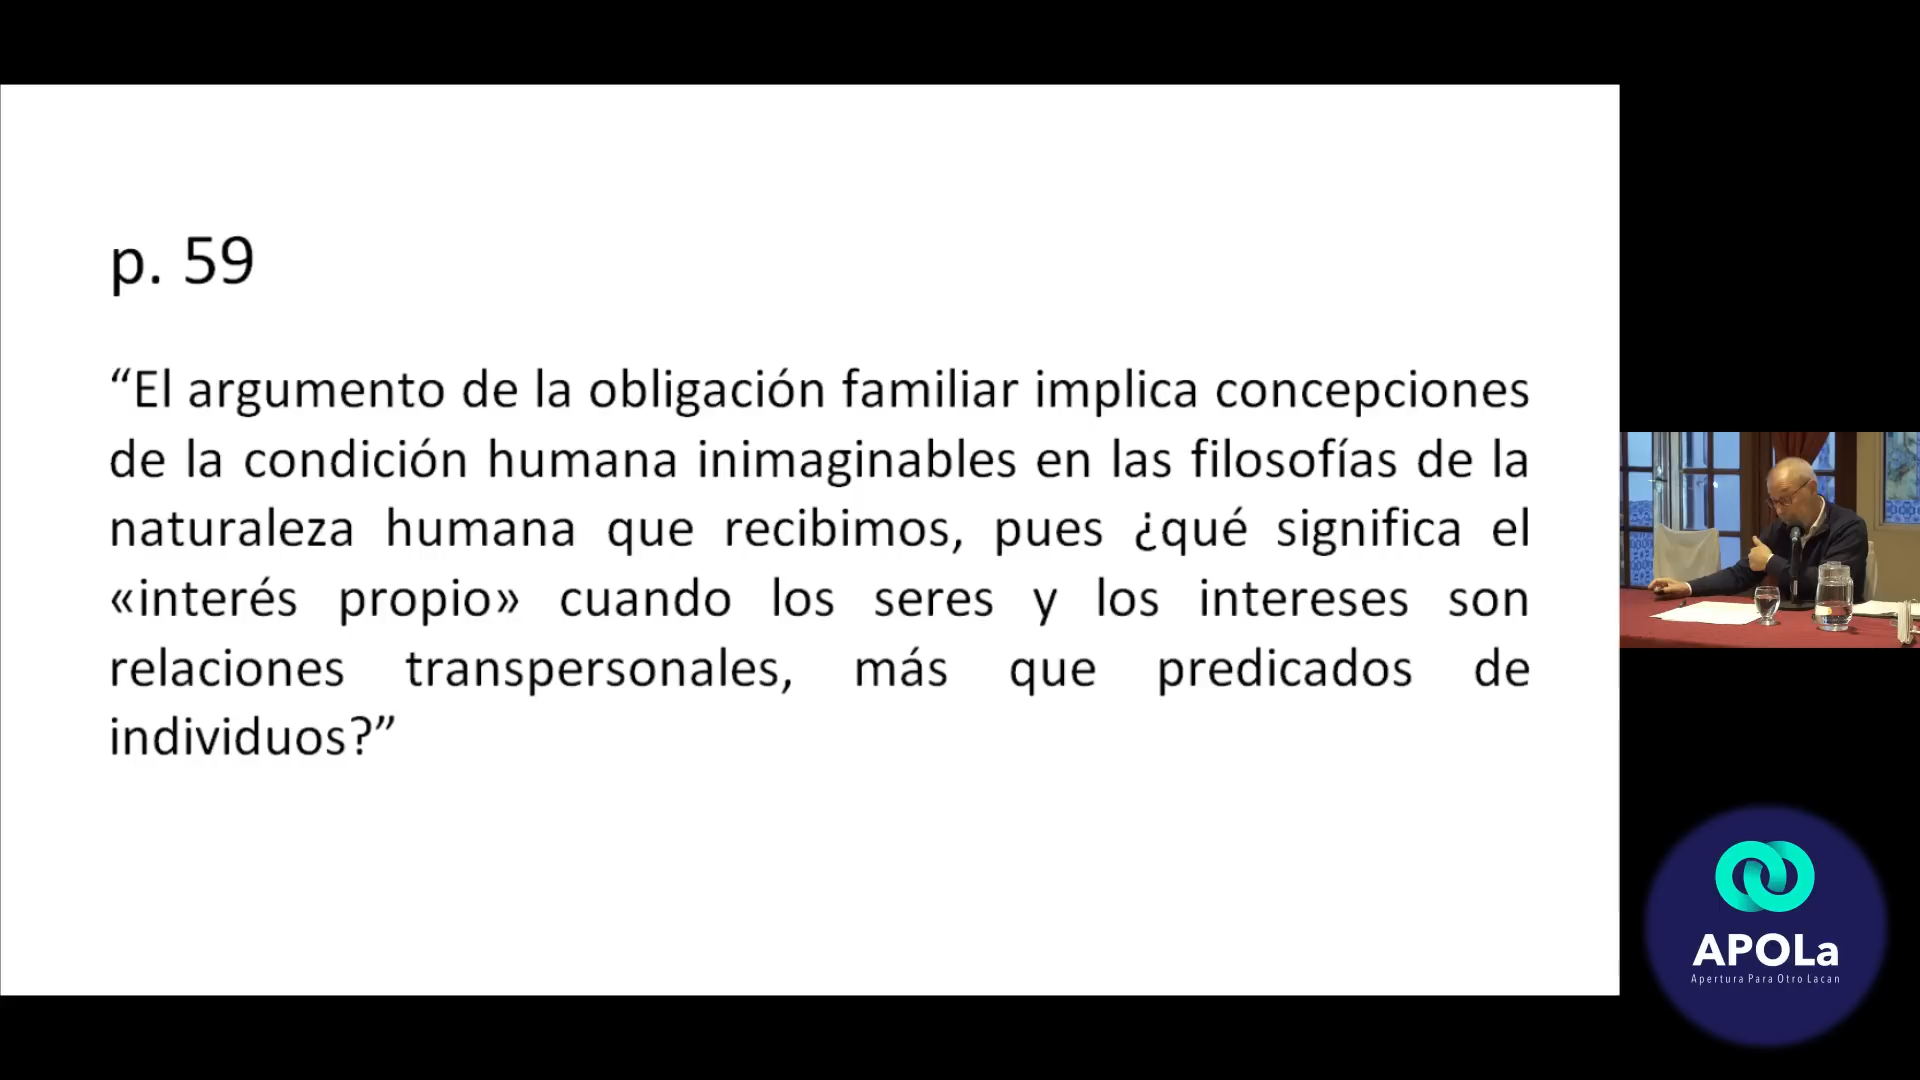 p. 59
“El argumento de la obligación familiar implica concepciones
de la condición humana inimaginables en las filosofías de la
naturaleza humana que recibimos, pues ¿qué significa el
«interés propio» cuando los seres y los intereses son
relaciones transpersonales, más que predicados de
individuos?”
APOLa
Apertura Para Otro Lacan